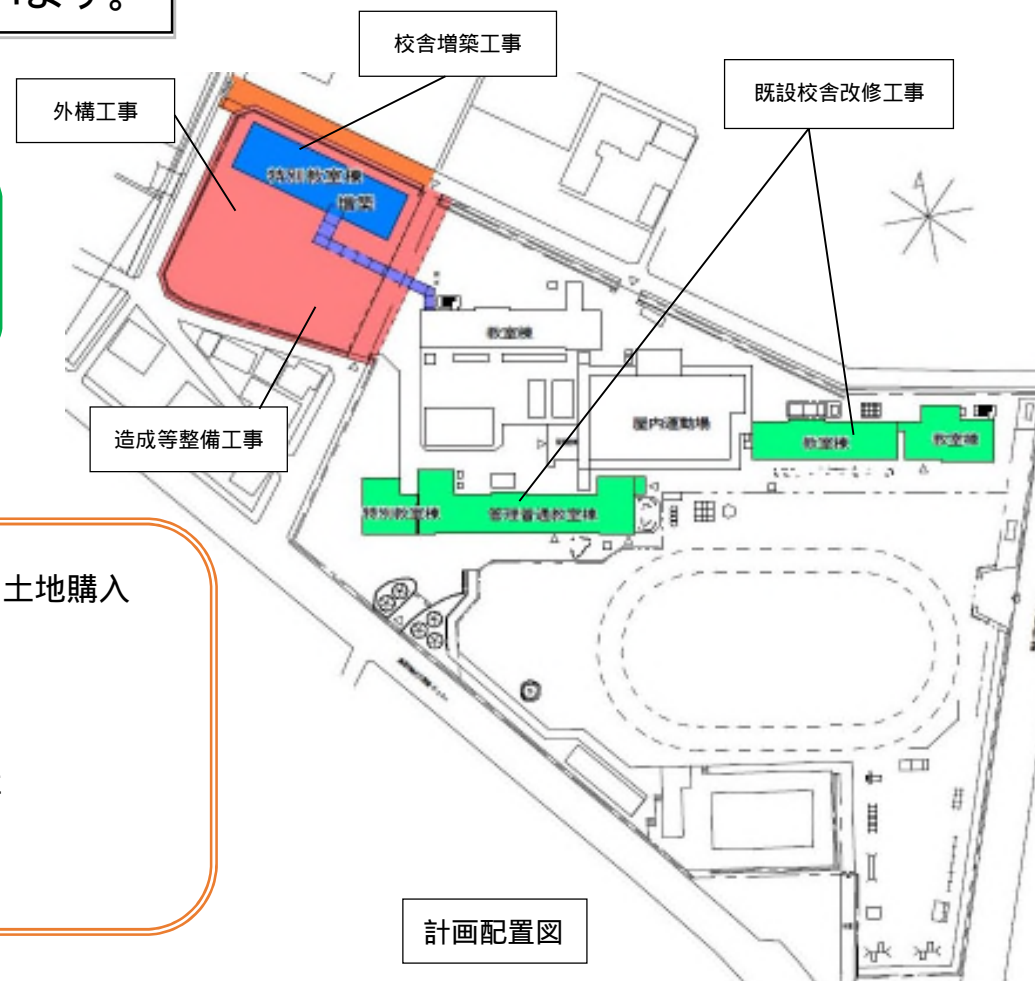 ます。
校舎増築工事
既設校舎改修工事
外構工事
特別教室棟
増築
教室棟
造成等整備工事
屋内運動場
教室棟
教室棟
特別教室棟
管理普通教室棟
土地購入
計画配置図